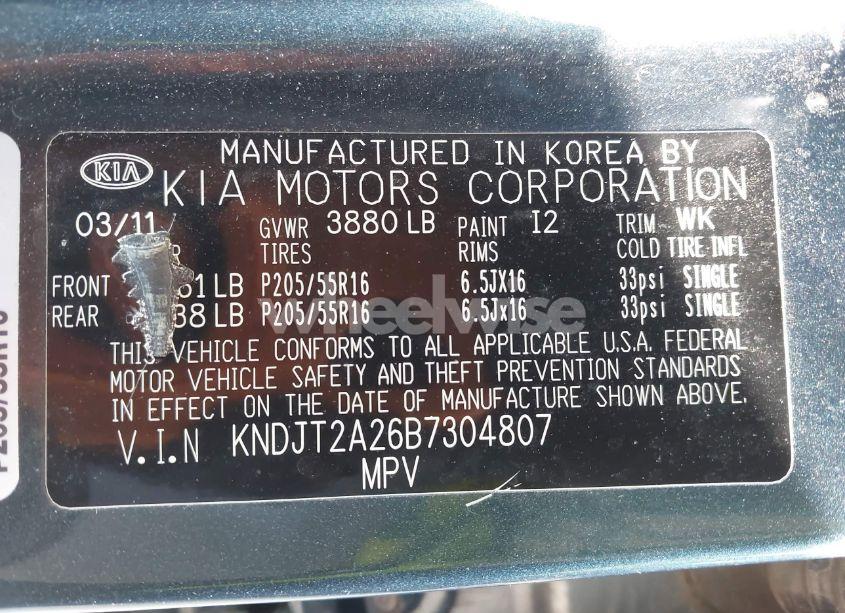 MANUFACTURED IN KOREA BY
KIA KIA MOTORS CORPORATION
03/11 GVWR 3880 LB PAINT I2 TRIM WK
TIRES RIMS COLD TIRE INFL
FRONT LB P205/55R16 6.5JX16 33psi SINGLE
REAR LB P205/55R16 6.5Jx16 33psi SINGLE
THIS VEHICLE CONFORMS TO ALL APPLICABLE U.S.A. FEDERAL
MOTOR VEHICLE SAFETY AND THEFT PREVENTION STANDARDS
IN EFFECT ON THE DATE OF MANUFACTURE SHOWN ABOVE.
V.I.N KNDJT2A26B7304807
MPV
wheelwise